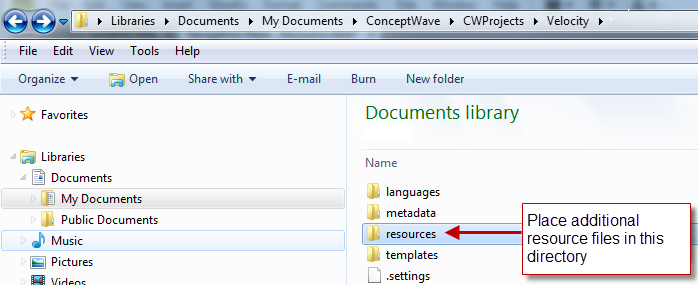 Libraries ▸ Documents ▸ My Documents ▸ ConceptWave ▸ CWProjects ▸ Velocity ▸
File Edit View Tools Help
Organize ▾ Open Share with ▾ E-mail Burn New folder
Favorites
Libraries
Documents
My Documents
Public Documents
Music
Pictures
Videos
Documents library
Name
languages
metadata
resources
templates
.settings
Place additional
resource files in this
directory